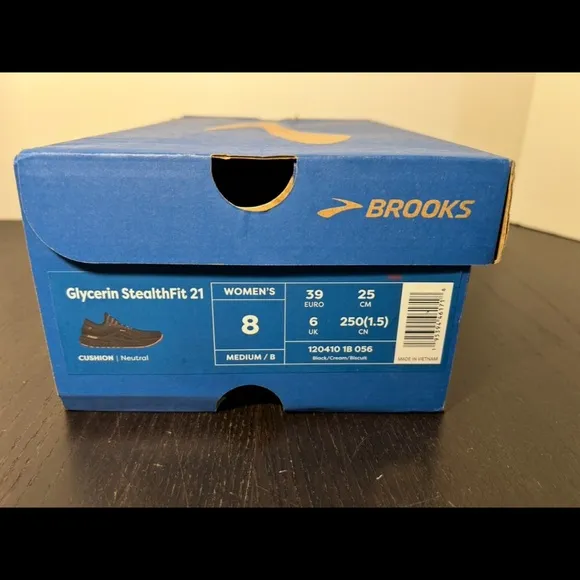 BROOKS
Glycerin StealthFit 21
CUSHION | Neutral
WOMEN'S
8
MEDIUM / B
39 25
EURO CM
6 250(1.5)
UK CN
120410 1B 056
Black/Cream/Biscuit
MADE IN VIETNAM